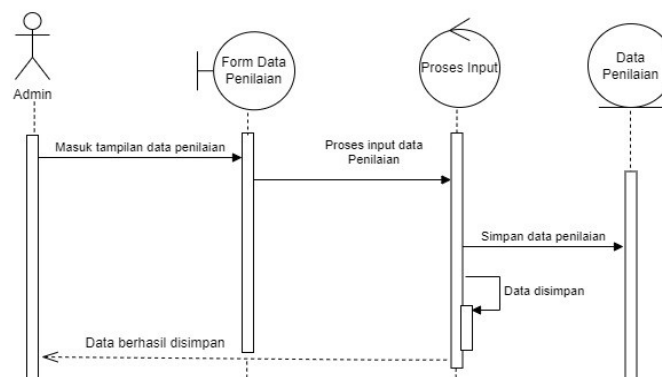 Admin
Form Data
Penilaian
Proses Input
Data
Penilaian
Masuk tampilan data penilaian
Proses input data
Penilaian
Simpan data penilaian
Data disimpan
Data berhasil disimpan